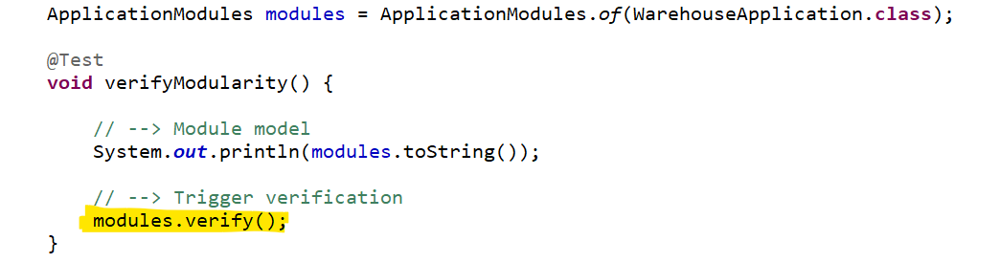 ApplicationModules modules = ApplicationModules.of(WarehouseApplication.class);
@Test
void verifyModularity() {
// --> Module model
System.out.println(modules.toString());
// --> Trigger verification
modules.verify();
}